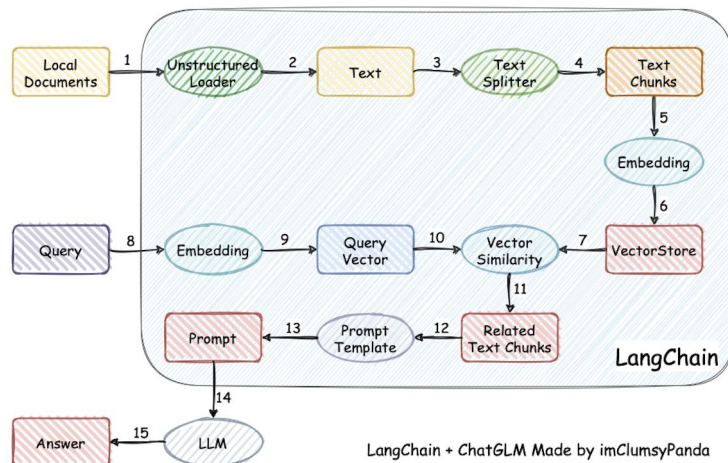 Local
Documents
1
Unstructured
Loader
2
Text
3
Text
Splitter
4
Text
Chunks
5
Embedding
6
Query
8
Embedding
9
Query
Vector
10
Vector
Similarity
7
VectorStore
11
Prompt
13
Prompt
Template
12
Related
Text Chunks
LangChain
14
Answer
15
LLM
LangChain + ChatGLM Made by imClumsyPanda